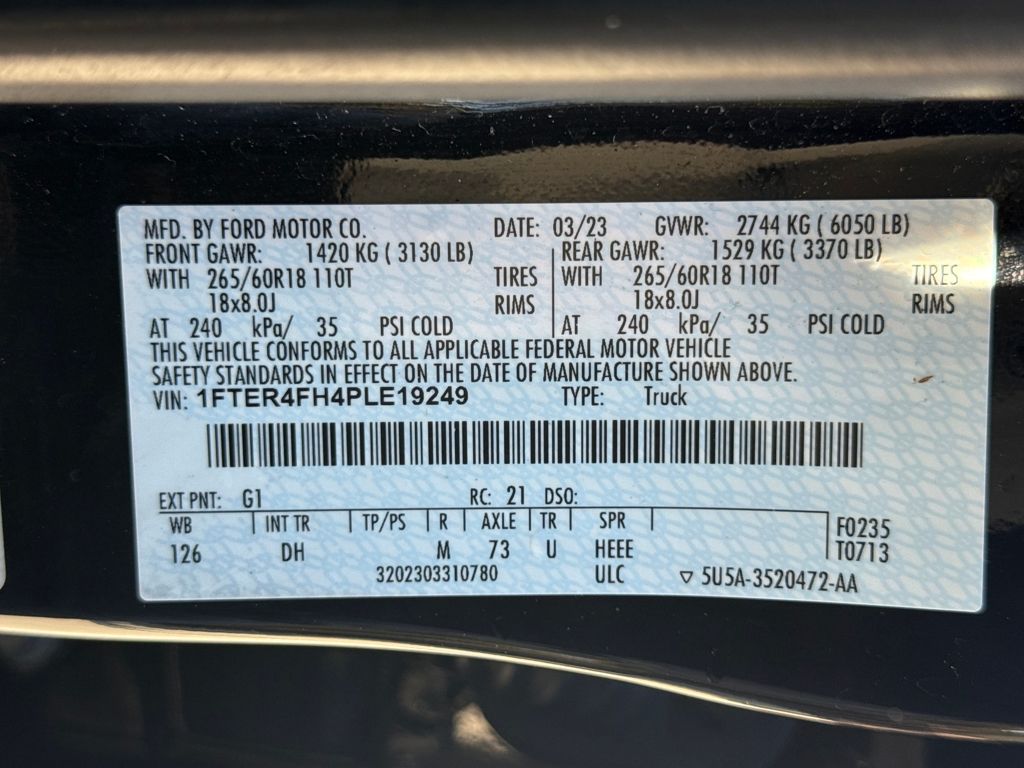 MFD. BY FORD MOTOR CO. DATE: 03/23 GVWR: 2744 KG ( 6050 LB)
FRONT GAWR: 1420 KG ( 3130 LB) REAR GAWR: 1529 KG ( 3370 LB)
WITH 265/60R18 110T TIRES WITH 265/60R18 110T TIRES
18x8.0J RIMS 18x8.0J RIMS
AT 240 kPa/ 35 PSI COLD AT 240 kPa/ 35 PSI COLD
THIS VEHICLE CONFORMS TO ALL APPLICABLE FEDERAL MOTOR VEHICLE
SAFETY STANDARDS IN EFFECT ON THE DATE OF MANUFACTURE SHOWN ABOVE.
VIN: 1FTER4FH4PLE19249 TYPE: Truck
EXT PNT: G1 RC: 21 DSO:
WB INT TR TP/PS R AXLE TR SPR F0235
126 DH M 73 U HEEE T0713
3202303310780 ULC ▽ 5U5A-3520472-AA